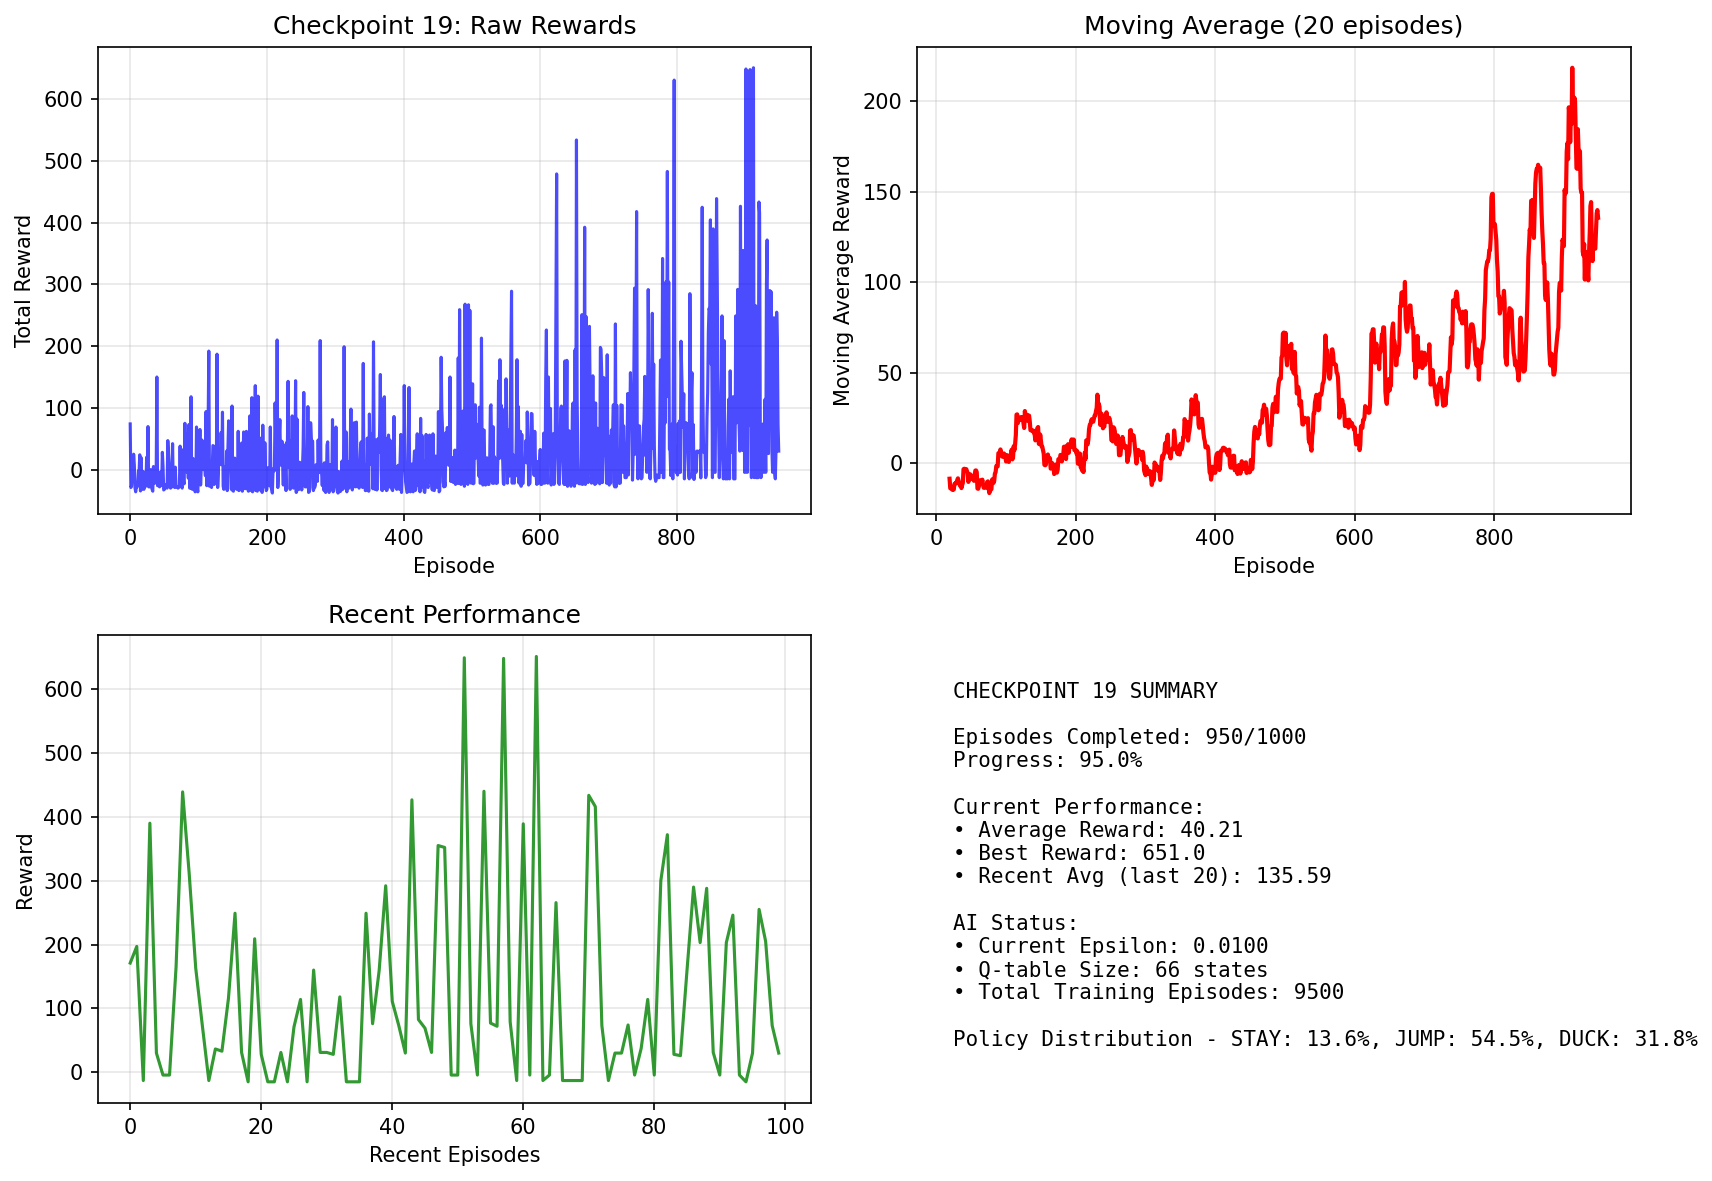 Checkpoint 19: Raw Rewards
Total Reward
600
500
400
300
200
100
0
0 200 400 600 800
Episode
Moving Average (20 episodes)
Moving Average Reward
200
150
100
50
0
0 200 400 600 800
Episode
Recent Performance
Reward
600
500
400
300
200
100
0
0 20 40 60 80 100
Recent Episodes
CHECKPOINT 19 SUMMARY
Episodes Completed: 950/1000
Progress: 95.0%
Current Performance:
• Average Reward: 40.21
• Best Reward: 651.0
• Recent Avg (last 20): 135.59
AI Status:
• Current Epsilon: 0.0100
• Q-table Size: 66 states
• Total Training Episodes: 9500
Policy Distribution - STAY: 13.6%, JUMP: 54.5%, DUCK: 31.8%